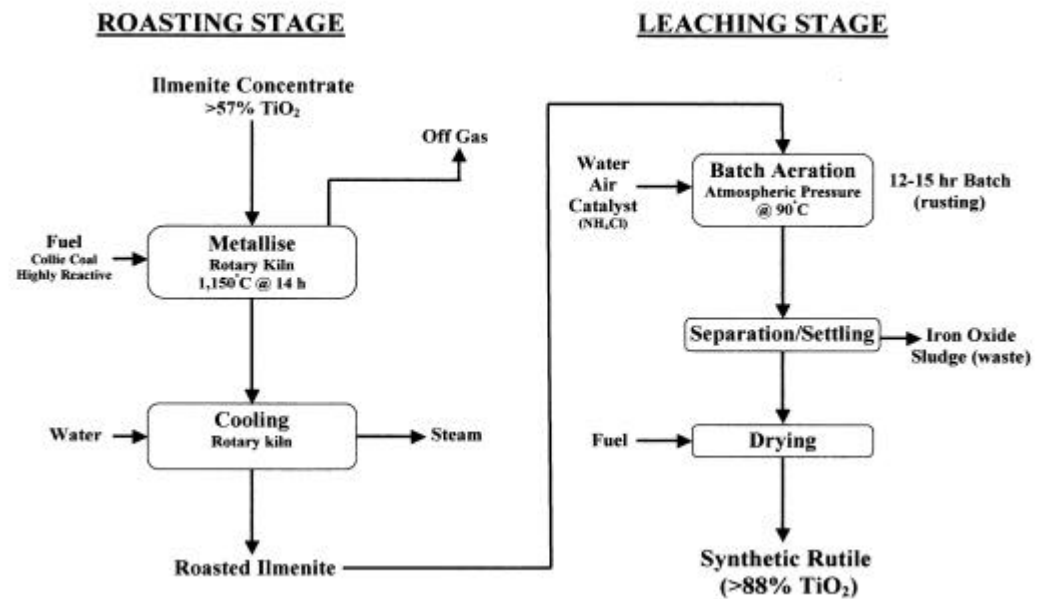 ROASTING STAGE
Ilmenite Concentrate
>57% TiO₂
Off Gas
Fuel
Collie Coal
Highly Reactive
Metallise
Rotary Kiln
1,150°C @ 14 h
Water
Cooling
Rotary kiln
Steam
Roasted Ilmenite
LEACHING STAGE
Water
Air
Catalyst
(NH₄Cl)
Batch Aeration
Atmospheric Pressure
@ 90°C
12-15 hr Batch
(rusting)
Separation/Settling
Iron Oxide
Sludge (waste)
Fuel
Drying
Synthetic Rutile
(>88% TiO₂)